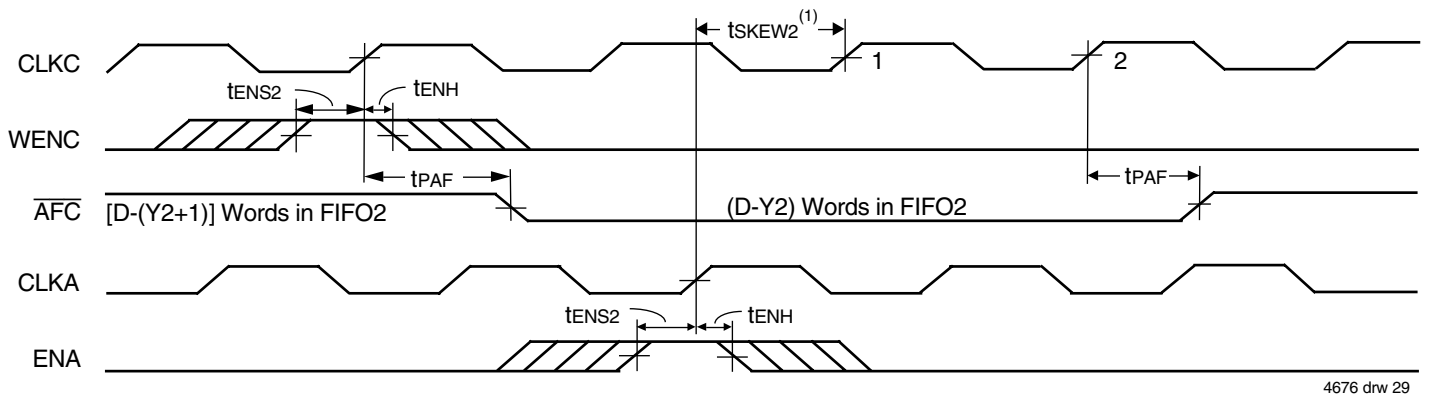 tSKEW2(1)
CLKC
1
2
tENS2
tENH
WENC
tPAF
tPAF
AFC
[D-(Y2+1)] Words in FIFO2
(D-Y2) Words in FIFO2
CLKA
tENS2
tENH
ENA
4676 drw 29